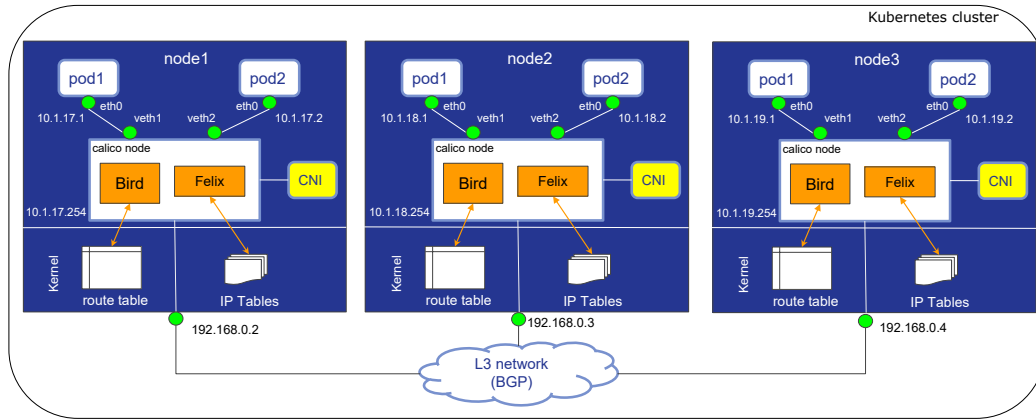 Kubernetes cluster
node1
pod1
pod2
eth0
eth0
10.1.17.1
veth1
veth2
10.1.17.2
calico node
Bird
Felix
CNI
10.1.17.254
Kernel
route table
IP Tables
192.168.0.2
node2
pod1
pod2
eth0
eth0
10.1.18.1
veth1
veth2
10.1.18.2
calico node
Bird
Felix
CNI
10.1.18.254
Kernel
route table
IP Tables
192.168.0.3
node3
pod1
pod2
eth0
eth0
10.1.19.1
veth1
veth2
10.1.19.2
calico node
Bird
Felix
CNI
10.1.19.254
Kernel
route table
IP Tables
192.168.0.4
L3 network
(BGP)